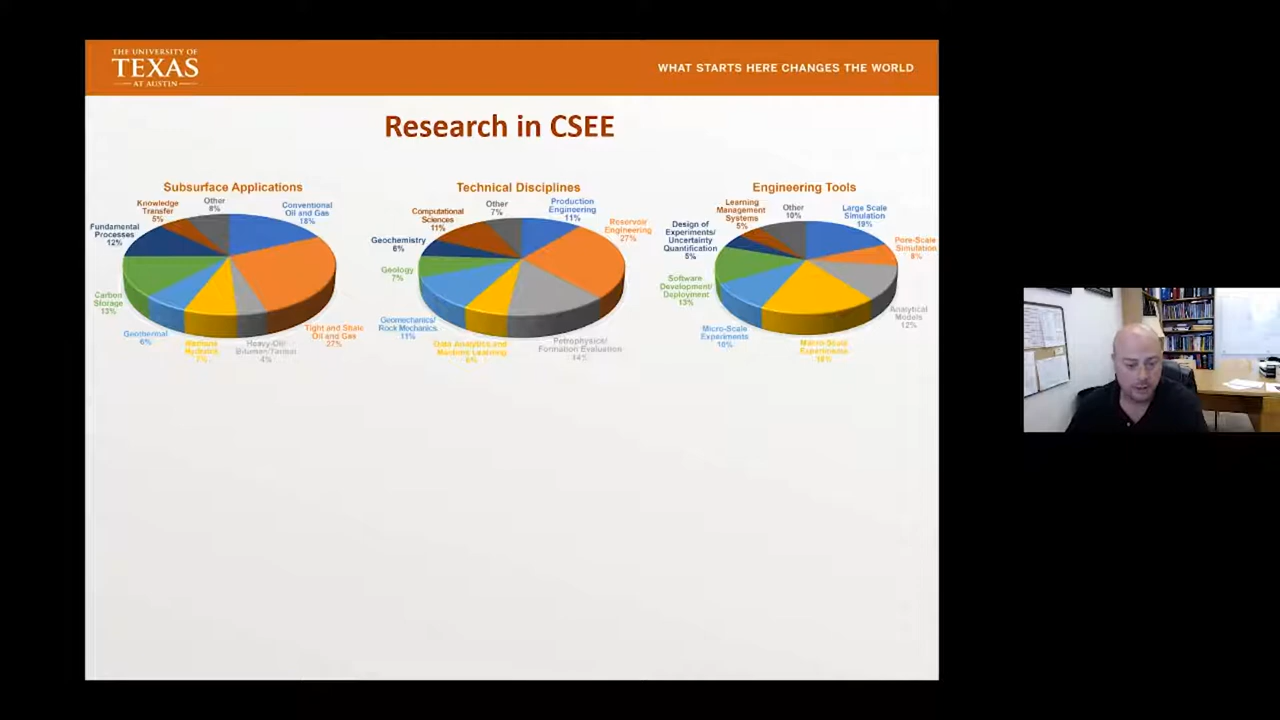 THE UNIVERSITY OF
TEXAS
AT AUSTIN
WHAT STARTS HERE CHANGES THE WORLD
Research in CSEE
Subsurface Applications
Knowledge
Transfer
5%
Other
8%
Conventional
Oil and Gas
18%
Fundamental
Processes
12%
Carbon
Storage
13%
Geothermal
6%
7%
Heavy-Oil/
Bitumen/Tarmat
4%
Tight and Shale
Oil and Gas
27%
Technical Disciplines
Computational
Sciences
11%
Other
7%
Production
Engineering
11%
Reservoir
Engineering
27%
Geochemistry
6%
Geology
7%
Geomechanics/
Rock Mechanics
11%
Data Analytics and
Machine Learning
Petrophysics/
Formation Evaluation
14%
Engineering Tools
Learning
Management
Systems
5%
Other
10%
Large Scale
Simulation
19%
Design of
Experiments/
Uncertainty
Quantification
5%
Pore-Scale
Simulation
8%
Software
Development/
Deployment
13%
Analytical
Models
12%
Micro-Scale
Experiments
10%
Macro-Scale
Experiments
18%